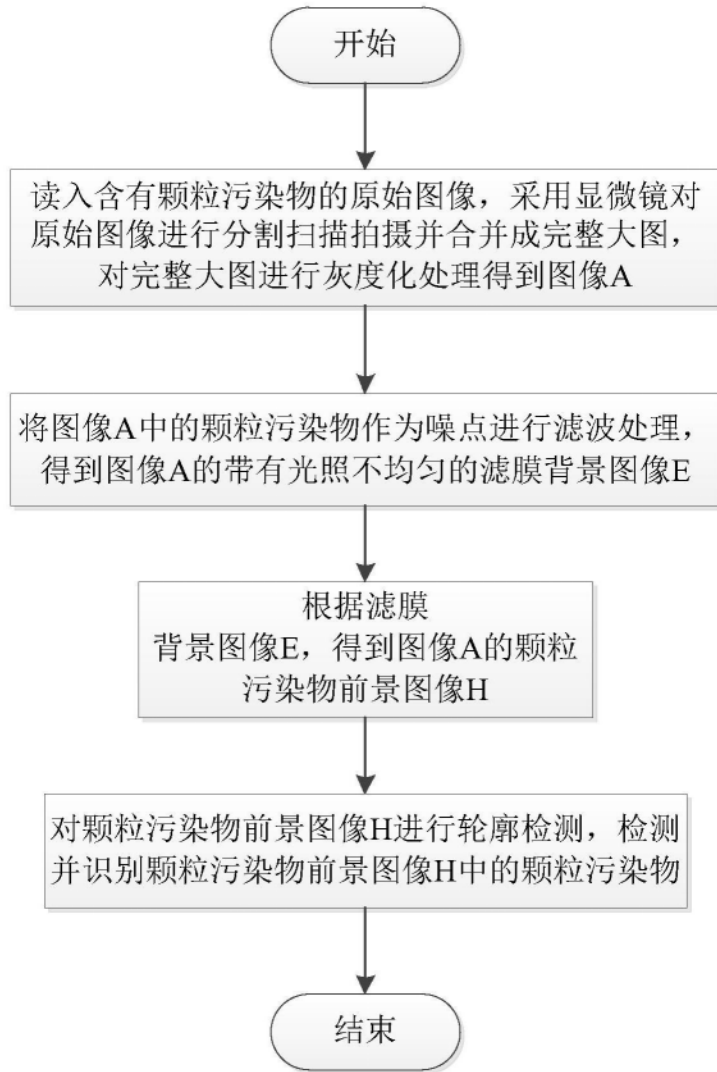 开始
读入含有颗粒污染物的原始图像，采用显微镜对
原始图像进行分割扫描拍摄并合并成完整大图，
对完整大图进行灰度化处理得到图像A
将图像A中的颗粒污染物作为噪点进行滤波处理，
得到图像A的带有光照不均匀的滤膜背景图像E
根据滤膜
背景图像E，得到图像A的颗粒
污染物前景图像H
对颗粒污染物前景图像H进行轮廓检测，检测
并识别颗粒污染物前景图像H中的颗粒污染物
结束